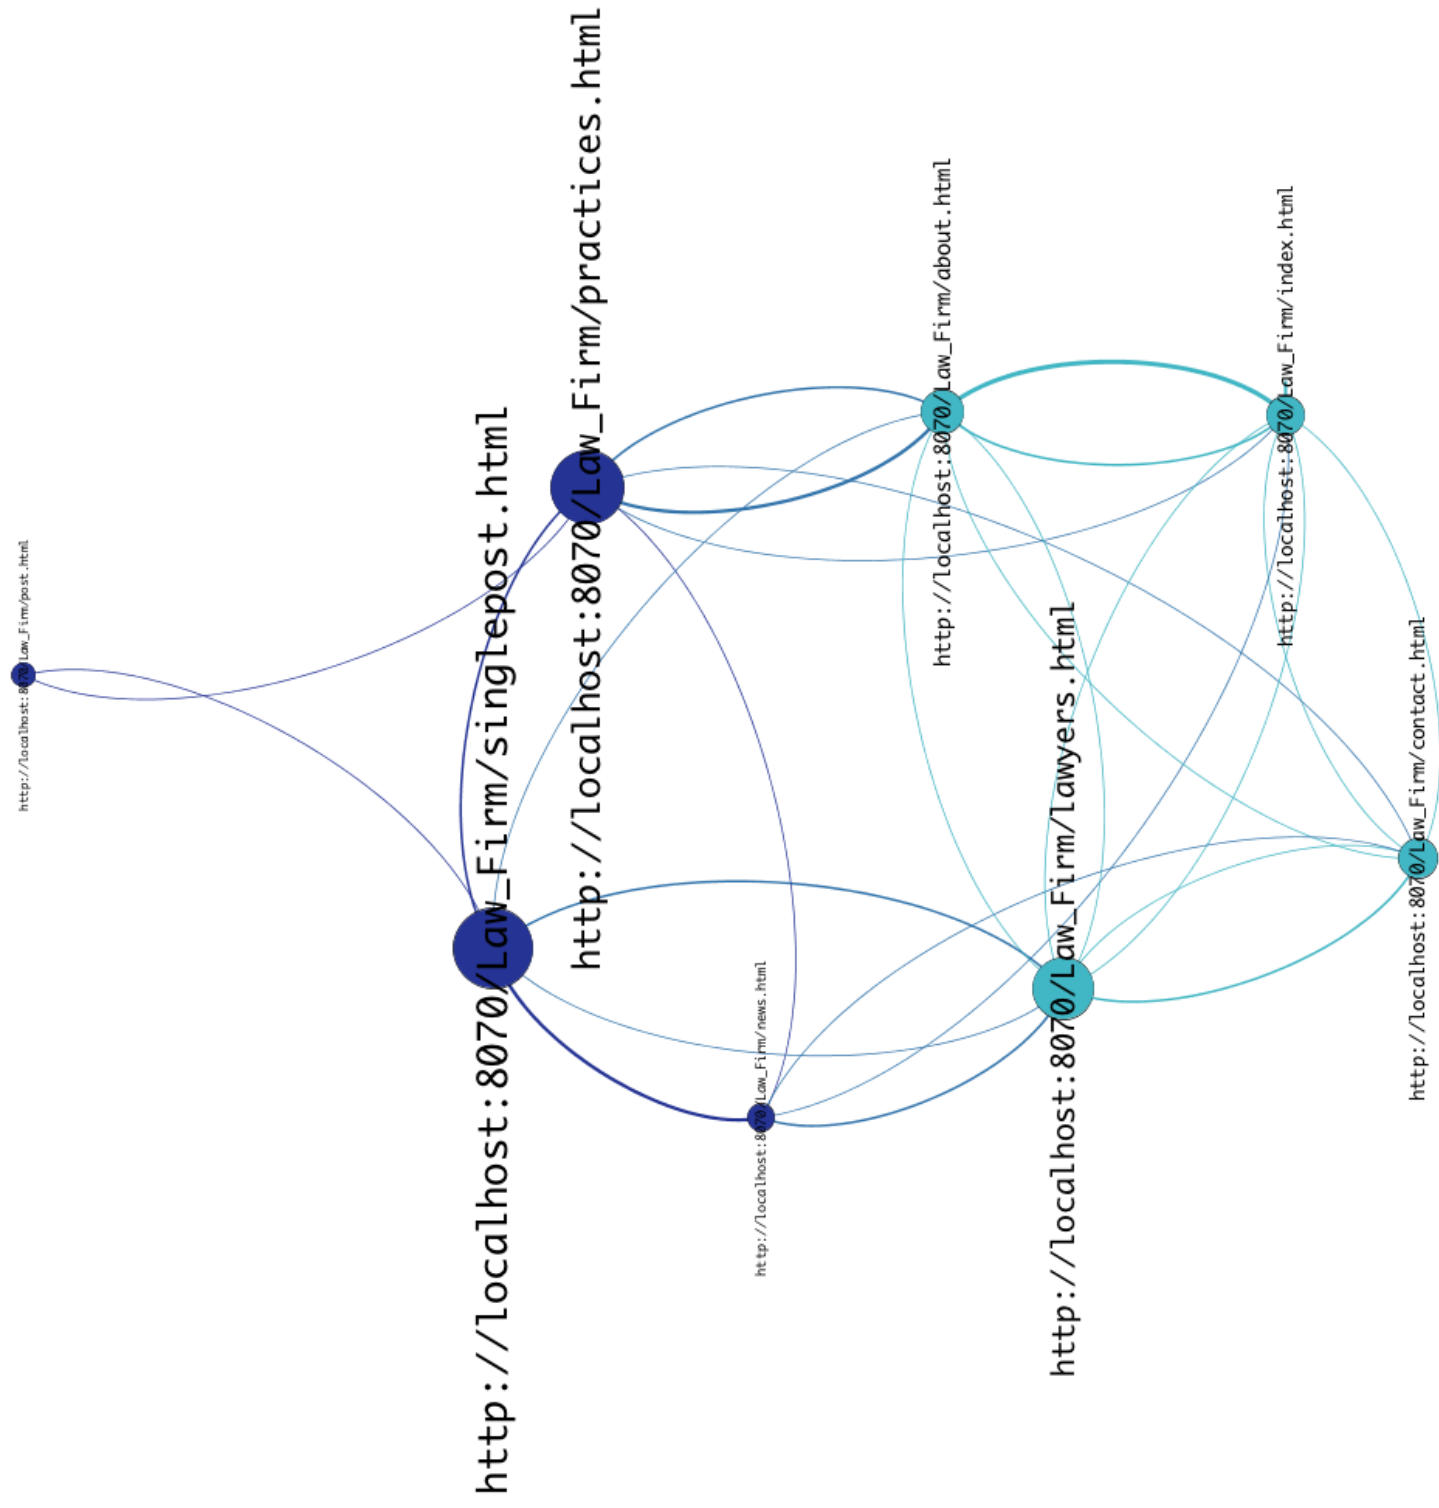 http://localhost:8070/Law_Firm/post.html
http://localhost:8070/Law_Firm/singlepost.html
http://localhost:8070/Law_Firm/practices.html
http://localhost:8070/Law_Firm/news.html
http://localhost:8070/Law_Firm/about.html
http://localhost:8070/Law_Firm/lawyers.html
http://localhost:8070/Law_Firm/index.html
http://localhost:8070/Law_Firm/contact.html